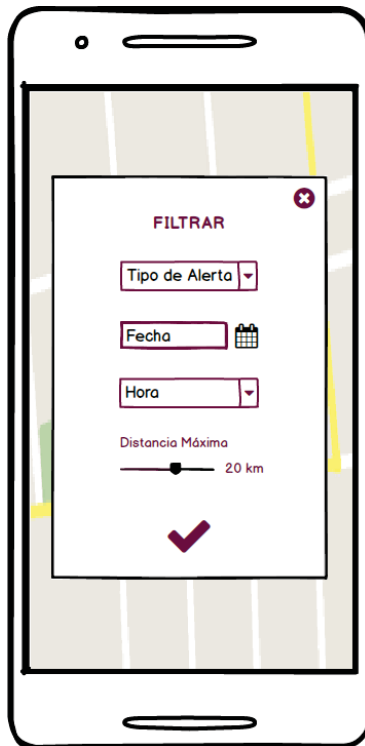 FILTRAR
Tipo de Alerta
Fecha
Hora
Distancia Máxima
20 km